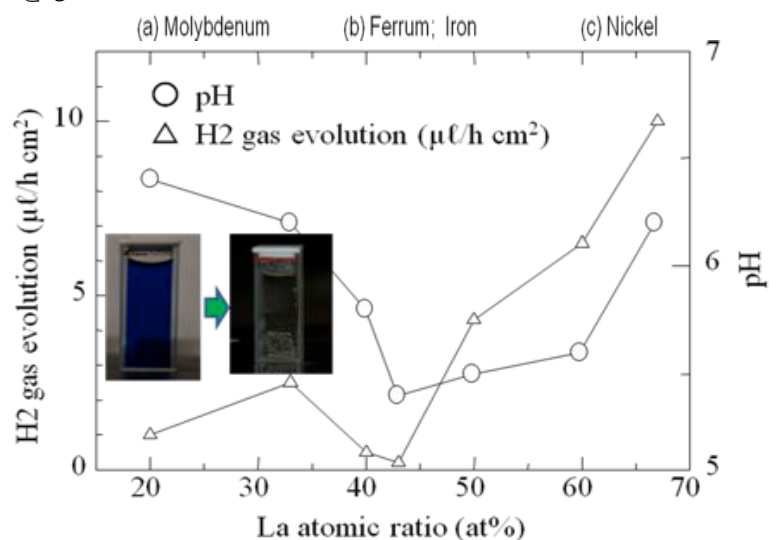 (a) Molybdenum (b) Ferrum; Iron (c) Nickel
7
○ pH
△ H2 gas evolution (µℓ/h cm²)
10
6
5
0
5
20 30 40 50 60 70
La atomic ratio (at%)
H2 gas evolution (µℓ/h cm²)
pH